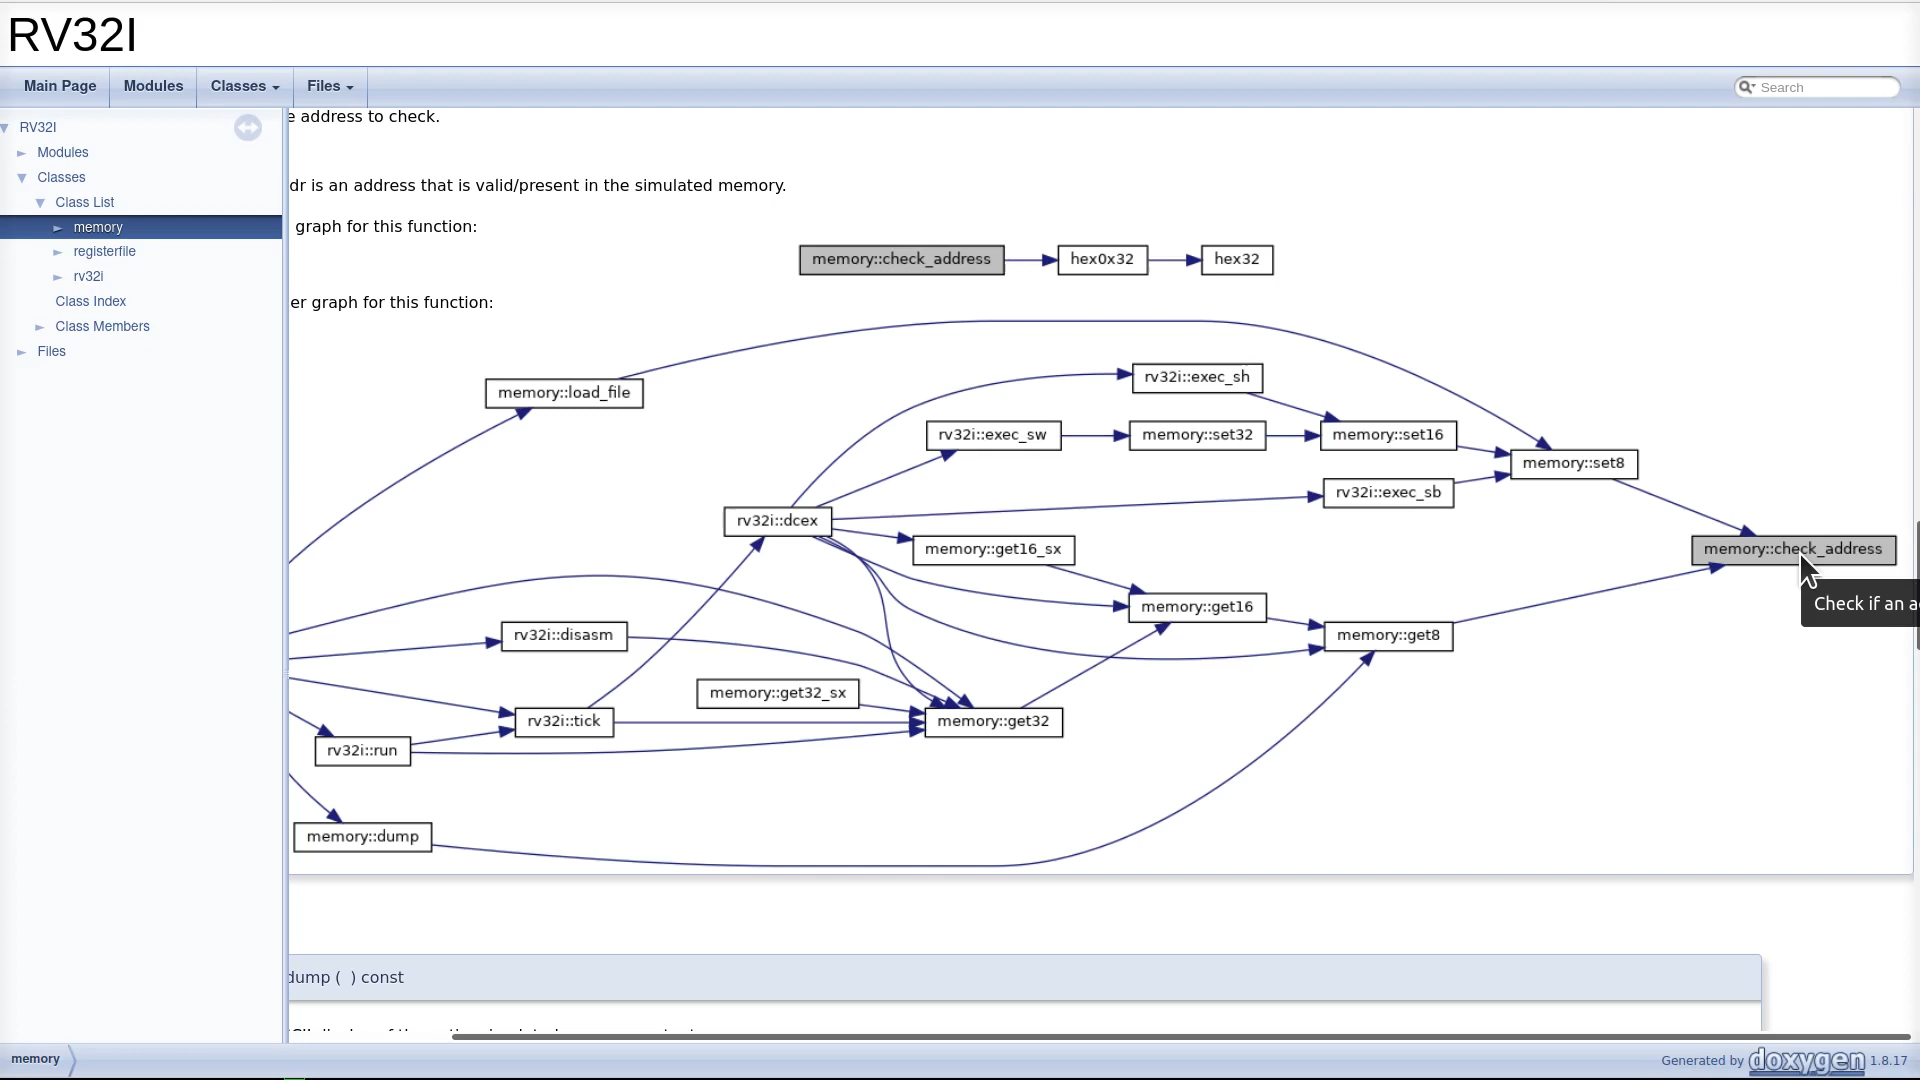 RV32I
Main Page
Modules
Classes
Files
Search
RV32I
Modules
Classes
Class List
memory
registerfile
rv32i
Class Index
Class Members
Files
e address to check.
dr is an address that is valid/present in the simulated memory.
graph for this function:
memory::check_address
hex0x32
hex32
er graph for this function:
memory::load_file
rv32i::exec_sh
rv32i::exec_sw
memory::set32
memory::set16
memory::set8
rv32i::exec_sb
rv32i::dcex
memory::get16_sx
memory::check_address
Check if an a
memory::get16
rv32i::disasm
memory::get8
memory::get32_sx
rv32i::tick
memory::get32
rv32i::run
memory::dump
dump ( ) const
memory
Generated by doxygen 1.8.17